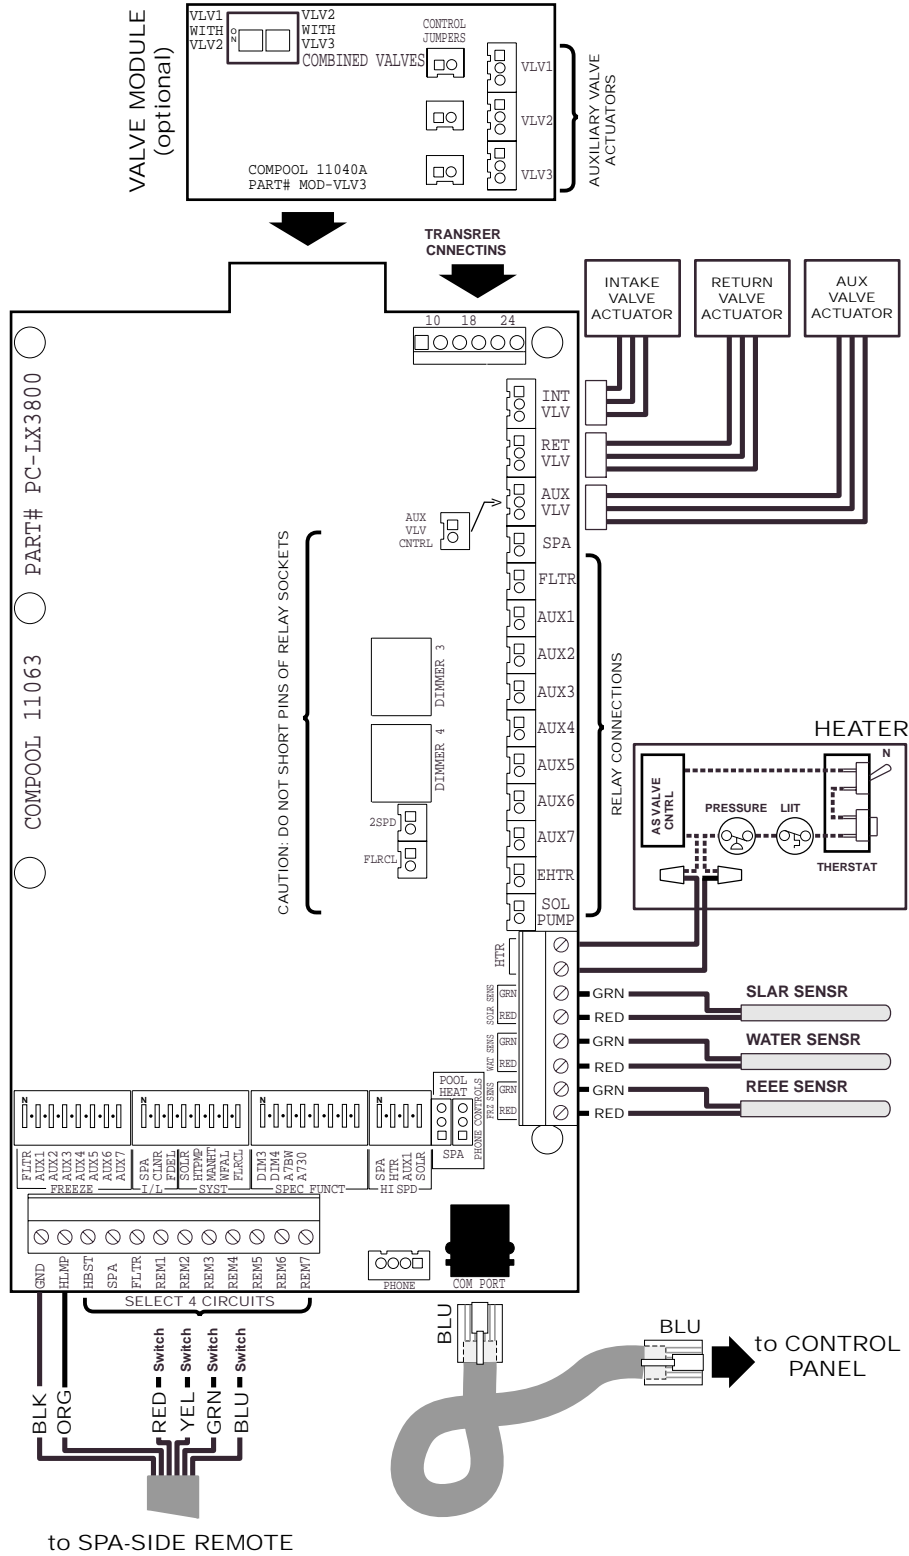 VLV1
WITH
VLV2
O
N
VLV2
WITH
VLV3
COMBINED VALVES
CONTROL
JUMPERS
VLV1
VLV2
VLV3
COMPOOL 11040A
PART# MOD-VLV3
VALVE MODULE
(optional)
AUXILIARY VALVE
ACTUATORS
TRANSRER
CNNECTINS
INTAKE
VALVE
ACTUATOR
RETURN
VALVE
ACTUATOR
AUX
VALVE
ACTUATOR
10 18 24
INT
VLV
RET
VLV
AUX
VLV
AUX
VLV
CNTRL
SPA
FLTR
AUX1
AUX2
AUX3
AUX4
AUX5
AUX6
AUX7
EHTR
SOL
PUMP
COMPOOL 11063 PART# PC-LX3800
CAUTION: DO NOT SHORT PINS OF RELAY SOCKETS
DIMMER 3
DIMMER 4
2SPD
FLRCL
RELAY CONNECTIONS
HEATER
N
AS VALVE
CNTRL
PRESSURE
LIIT
THERSTAT
HTR
SOLR SENS
GRN
RED
WAT SENS
GRN
RED
FRZ SENS
GRN
RED
GRN
RED
SLAR SENSR
GRN
RED
WATER SENSR
GRN
RED
REEE SENSR
N
N
N
N
POOL
HEAT
SPA
PHONE CONTROLS
FLTR
AUX1
AUX2
AUX3
AUX4
AUX5
AUX6
AUX7
FREEZE
SPA
CLNR
FDEL
I/L
SOLR
HTPMP
MANHT
WFAL
FLRCL
SYST
DIM3
DIM4
A7BW
A730
SPEC FUNCT
SPA
HTR
AUX1
SOLR
HI SPD
GND
HLMP
HBST
SPA
FLTR
REM1
REM2
REM3
REM4
REM5
REM6
REM7
PHONE
COM PORT
SELECT 4 CIRCUITS
BLK
ORG
RED
Switch
YEL
Switch
GRN
Switch
BLU
Switch
BLU
BLU
to CONTROL
PANEL
to SPA-SIDE REMOTE